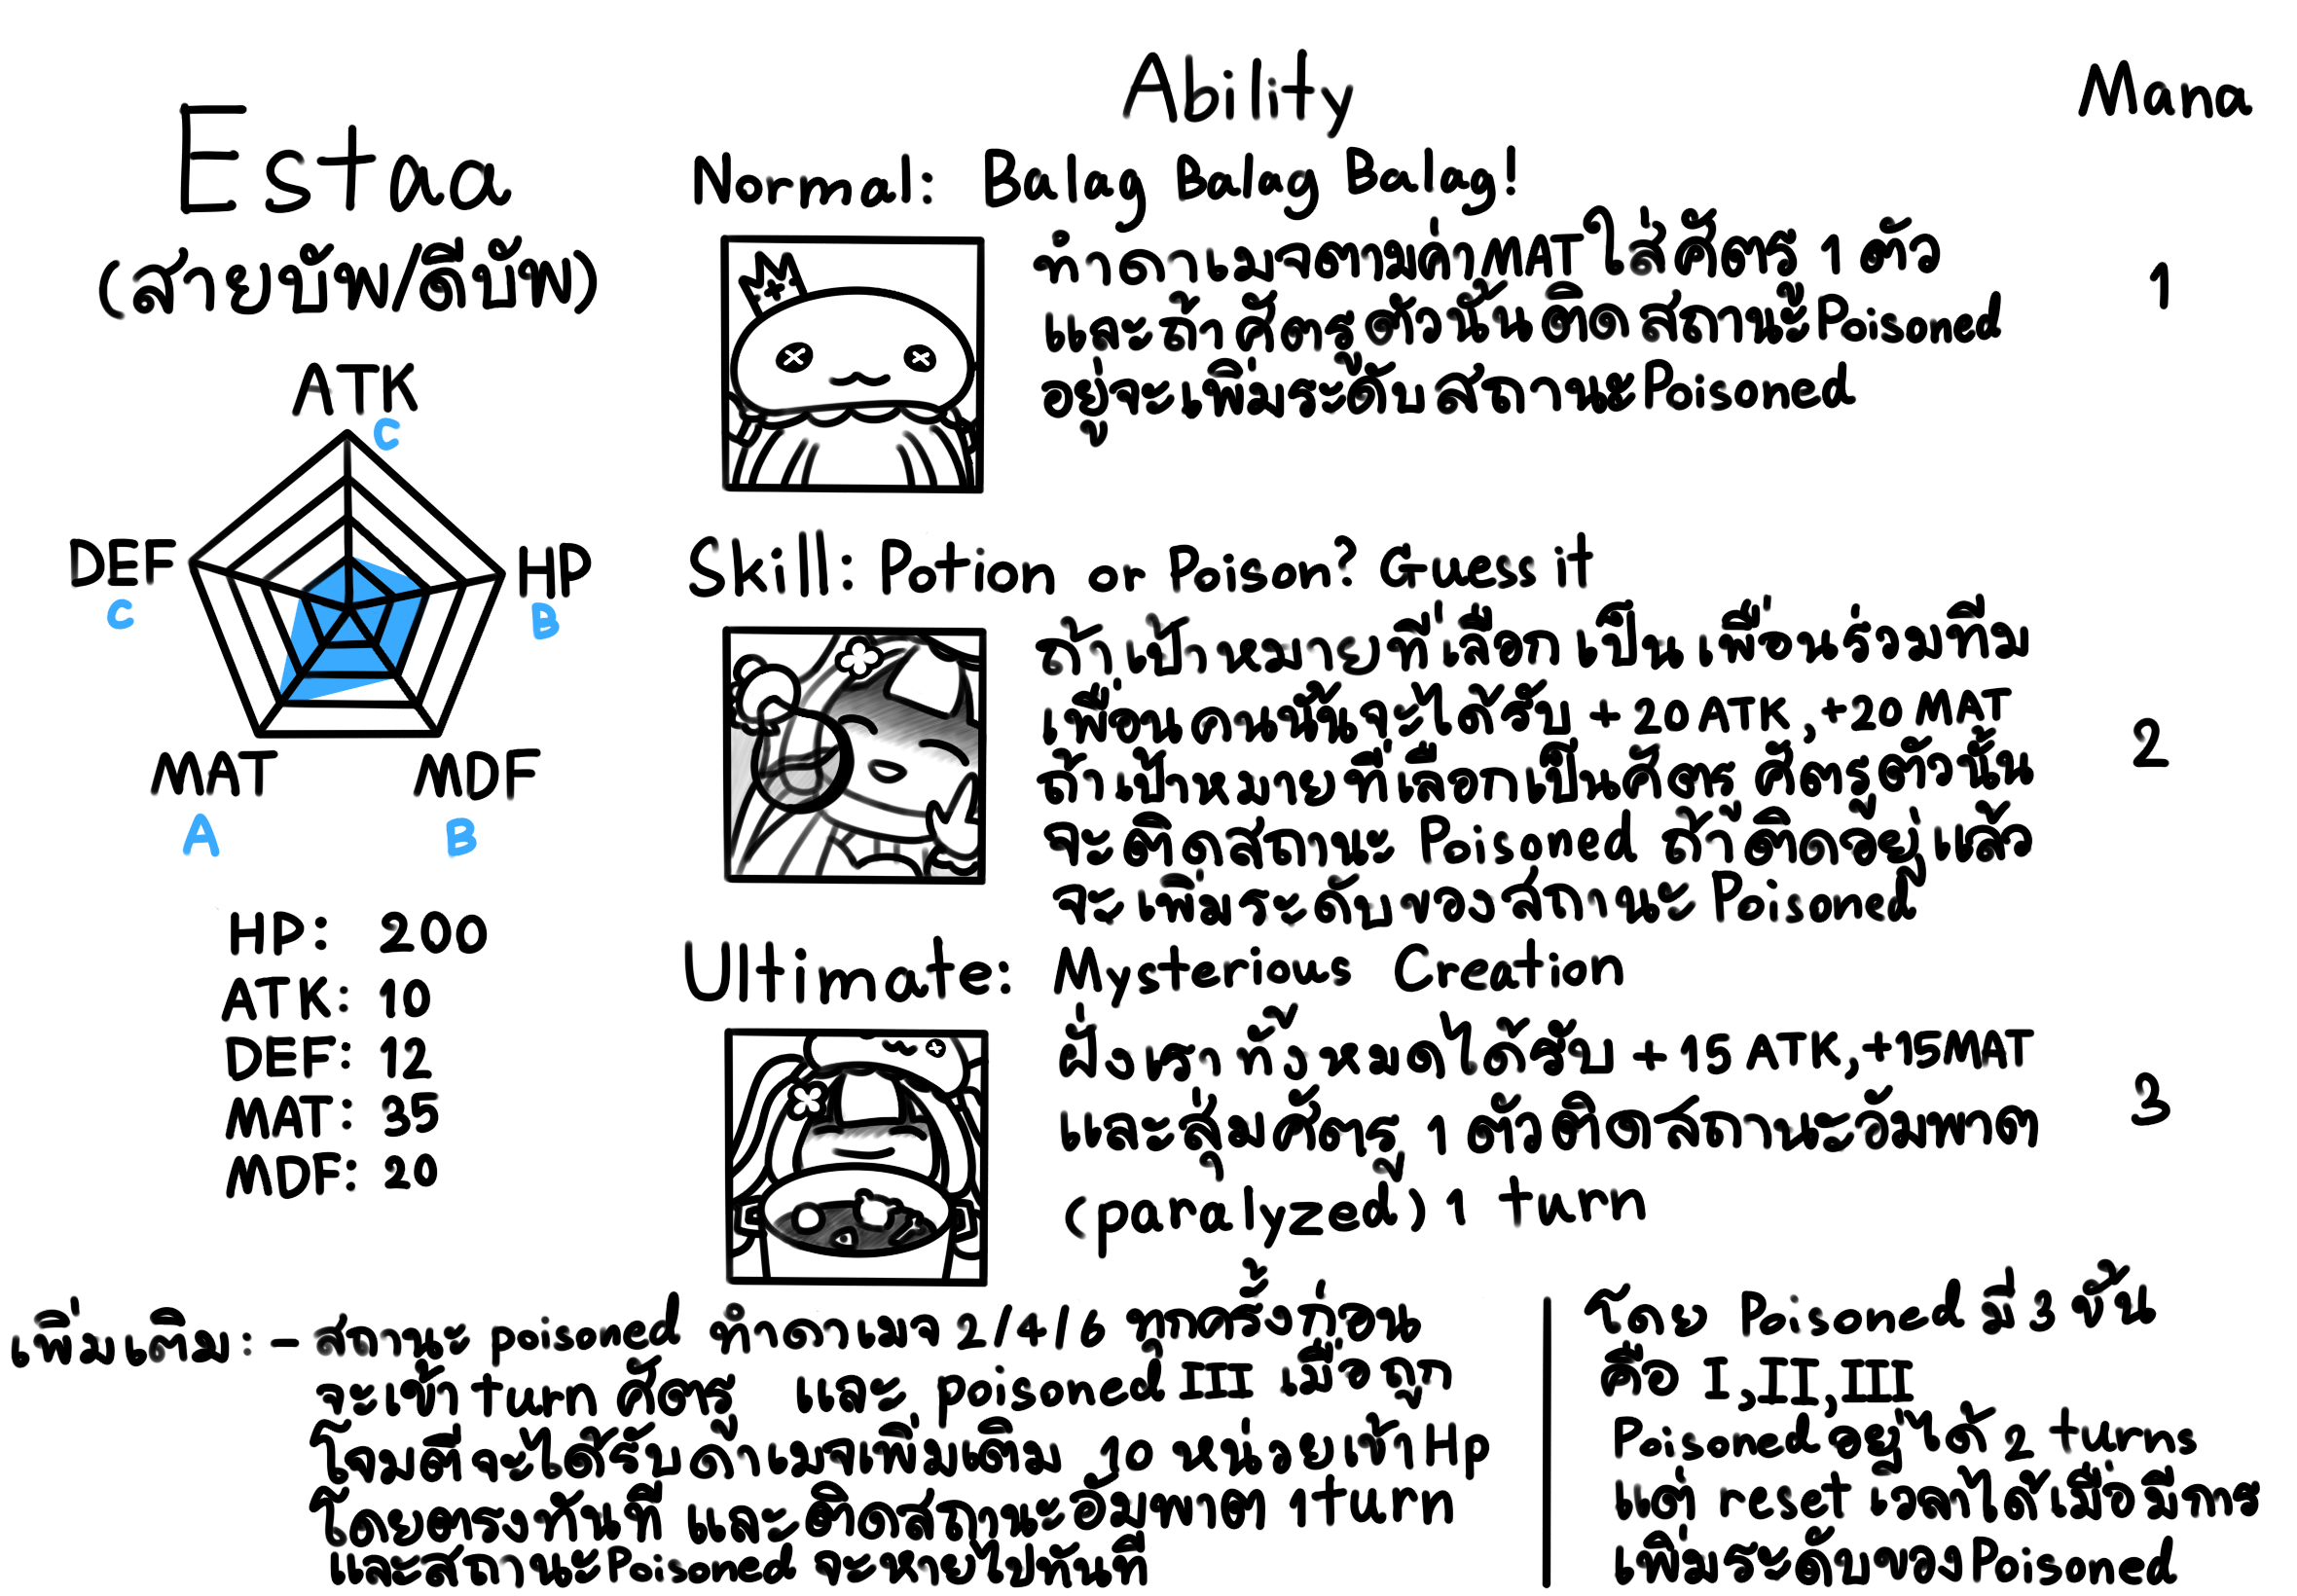 Estaa
(สายบัพ/ดีบัพ)
ATK
C
DEF
C
HP
B
MAT
A
MDF
B
HP: 200
ATK: 10
DEF: 12
MAT: 35
MDF: 20
Ability
Mana
Normal: Balag Balag Balag!
ทำดาเมจตามค่าMATใส่ศัตรู 1 ตัว
และถ้าศัตรูตัวนั้นติดสถานะPoisoned
อยู่จะเพิ่มระดับสถานะPoisoned
1
Skill: Potion or Poison? Guess it
ถ้าเป้าหมายที่เลือกเป็นเพื่อนร่วมทีม
เพื่อนคนนั้นจะได้รับ +20ATK,+20MAT
ถ้าเป้าหมายที่เลือกเป็นศัตรู ศัตรูตัวนั้น
จะติดสถานะ Poisoned ถ้าติดอยู่แล้ว
จะเพิ่มระดับของสถานะ Poisoned
2
Ultimate: Mysterious Creation
ฝั่งเราทั้งหมดได้รับ +15ATK,+15MAT
และสุ่มศัตรู 1 ตัวติดสถานะอัมพาต
(paralyzed) 1 turn
3
เพิ่มเติม: - สถานะ poisoned ทำดาเมจ 2/4/6 ทุกครั้งก่อน
จะเข้า turn ศัตรู และ poisoned III เมื่อถูก
โจมตีจะได้รับดาเมจเพิ่มเติม 10 หน่วยเข้า Hp
โดยตรงทันที และติดสถานะอัมพาต 1turn
และสถานะPoisoned จะหายไปทันที
โดย Poisoned มี 3 ขั้น
คือ I,II,III
Poisonedอยู่ได้ 2 turns
แต่ reset เวลาได้เมื่อมีการ
เพิ่มระดับของPoisoned